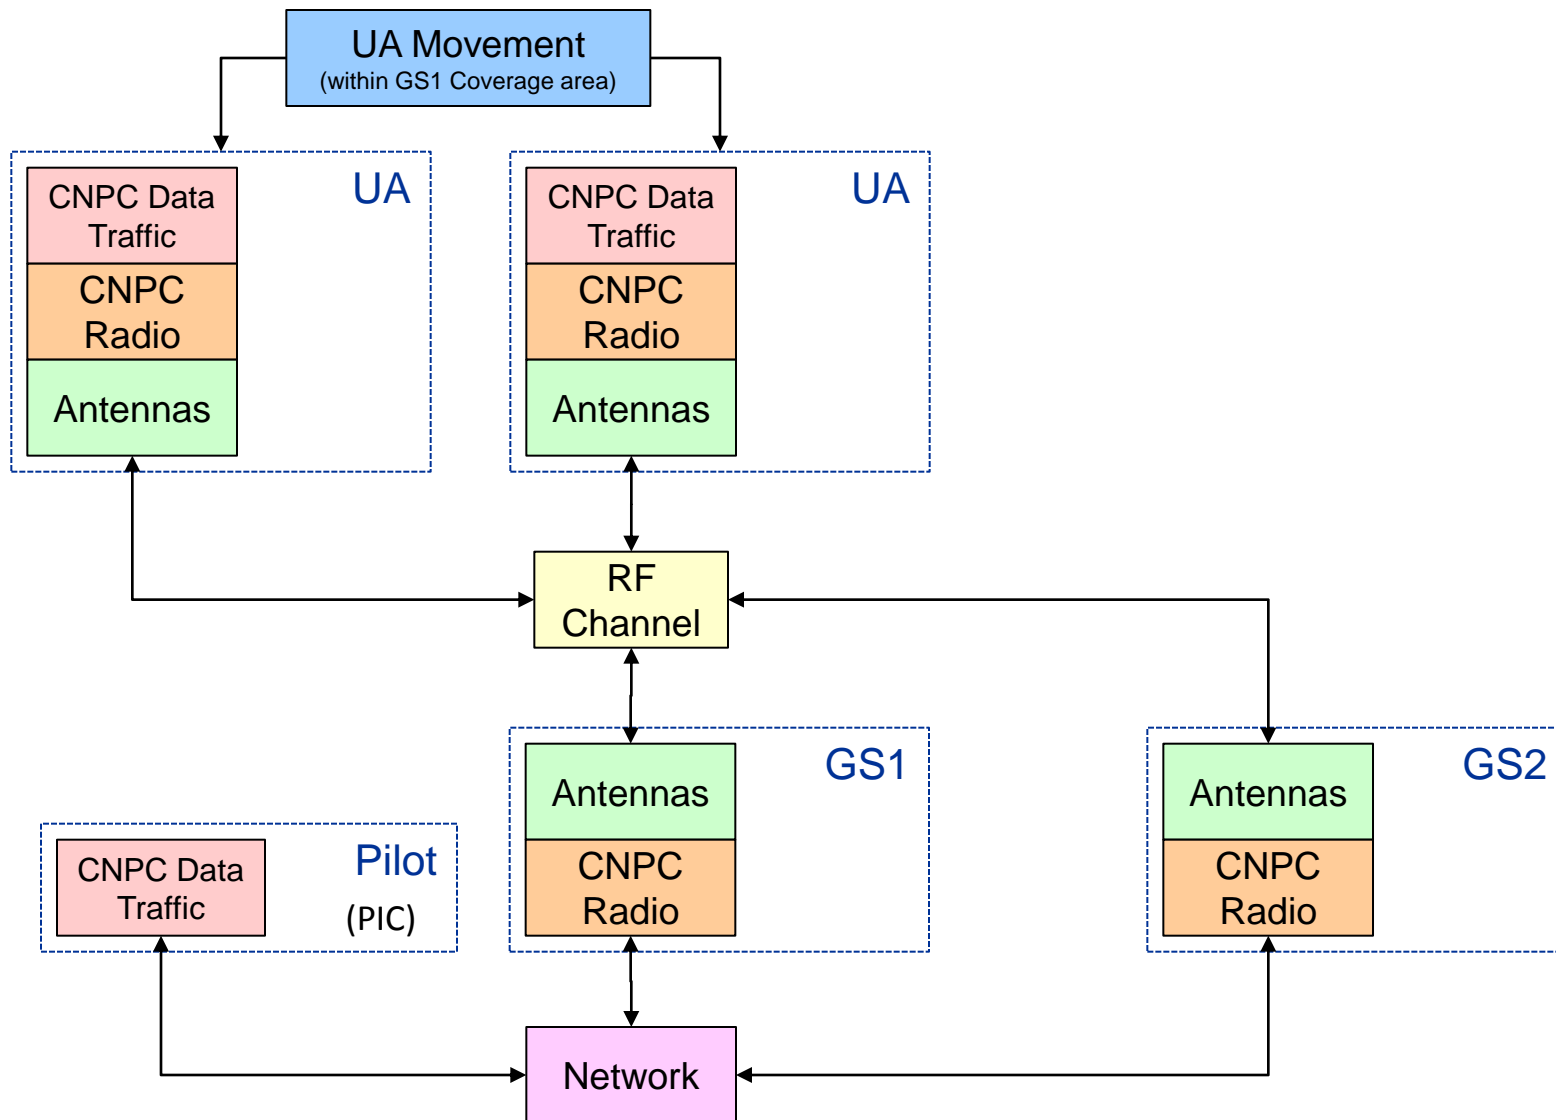 UA Movement
(within GS1 Coverage area)
UA
CNPC Data
Traffic
CNPC
Radio
Antennas
UA
CNPC Data
Traffic
CNPC
Radio
Antennas
RF
Channel
GS1
Antennas
CNPC
Radio
GS2
Antennas
CNPC
Radio
Pilot
(PIC)
CNPC Data
Traffic
Network